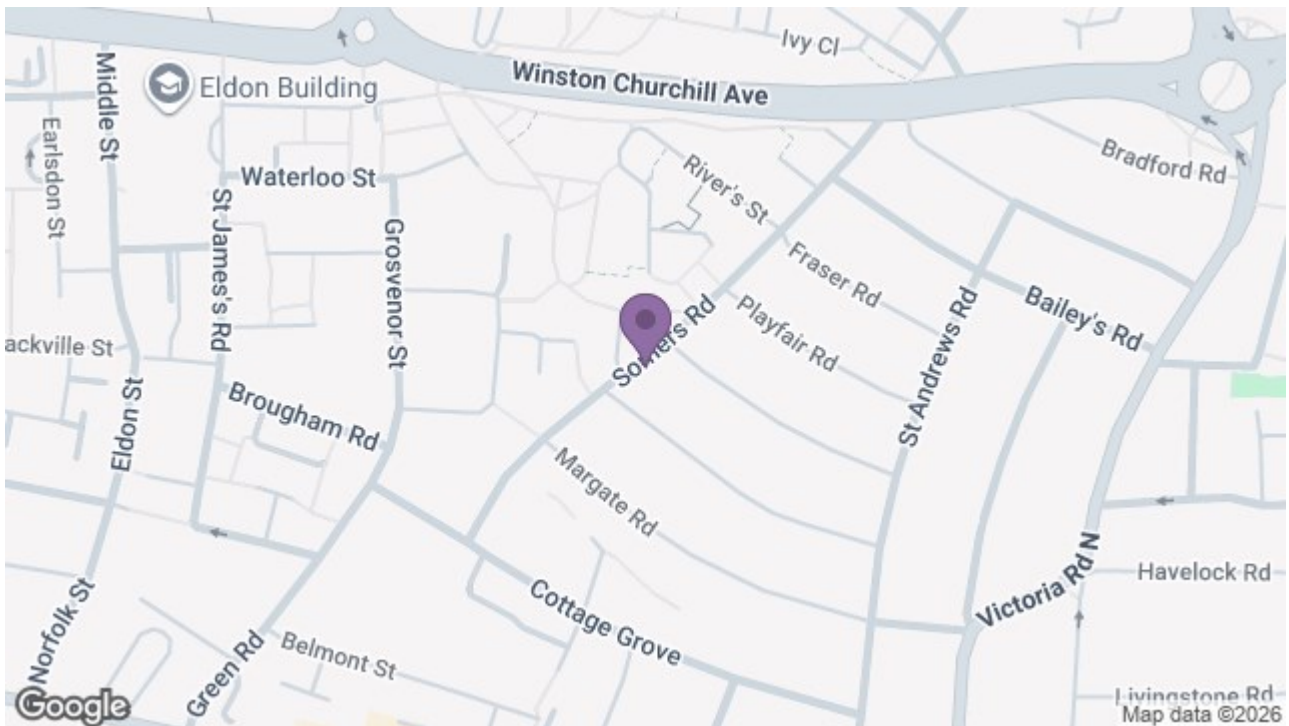 Ivy Cl
Winston Churchill Ave
Eldon Building
Middle St
Earlsdon St
Bradford Rd
Waterloo St
River's St
St James's Rd
Grosvenor St
Fraser Rd
Bailey's Rd
Playfair Rd
Somers Rd
St Andrews Rd
ackville St
Eldon St
Brougham Rd
Margate Rd
Victoria Rd N
Havelock Rd
Cottage Grove
Norfolk St
Green Rd
Belmont St
Livingstone Rd
Google
Map data ©2026